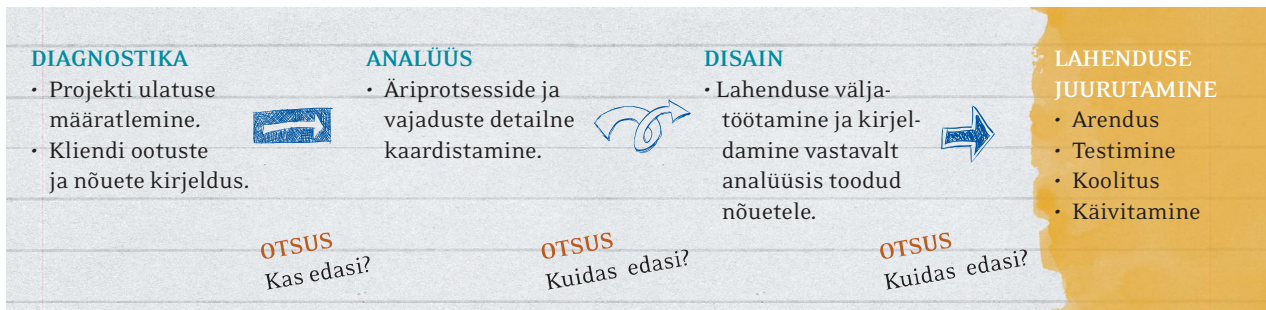 DIAGNOSTIKA
• Projekti ulatuse
määratlemine.
• Kliendi ootuste
ja nõuete kirjeldus.
OTSUS
Kas edasi?
ANALÜÜS
• Äriprotsesside ja
vajaduste detailne
kaardistamine.
OTSUS
Kuidas edasi?
DISAIN
• Lahenduse välja-
töötamine ja kirjel-
damine vastavalt
analüüsis toodud
nõuetele.
OTSUS
Kuidas edasi?
LAHENDUSE
JUURUTAMINE
• Arendus
• Testimine
• Koolitus
• Käivitamine